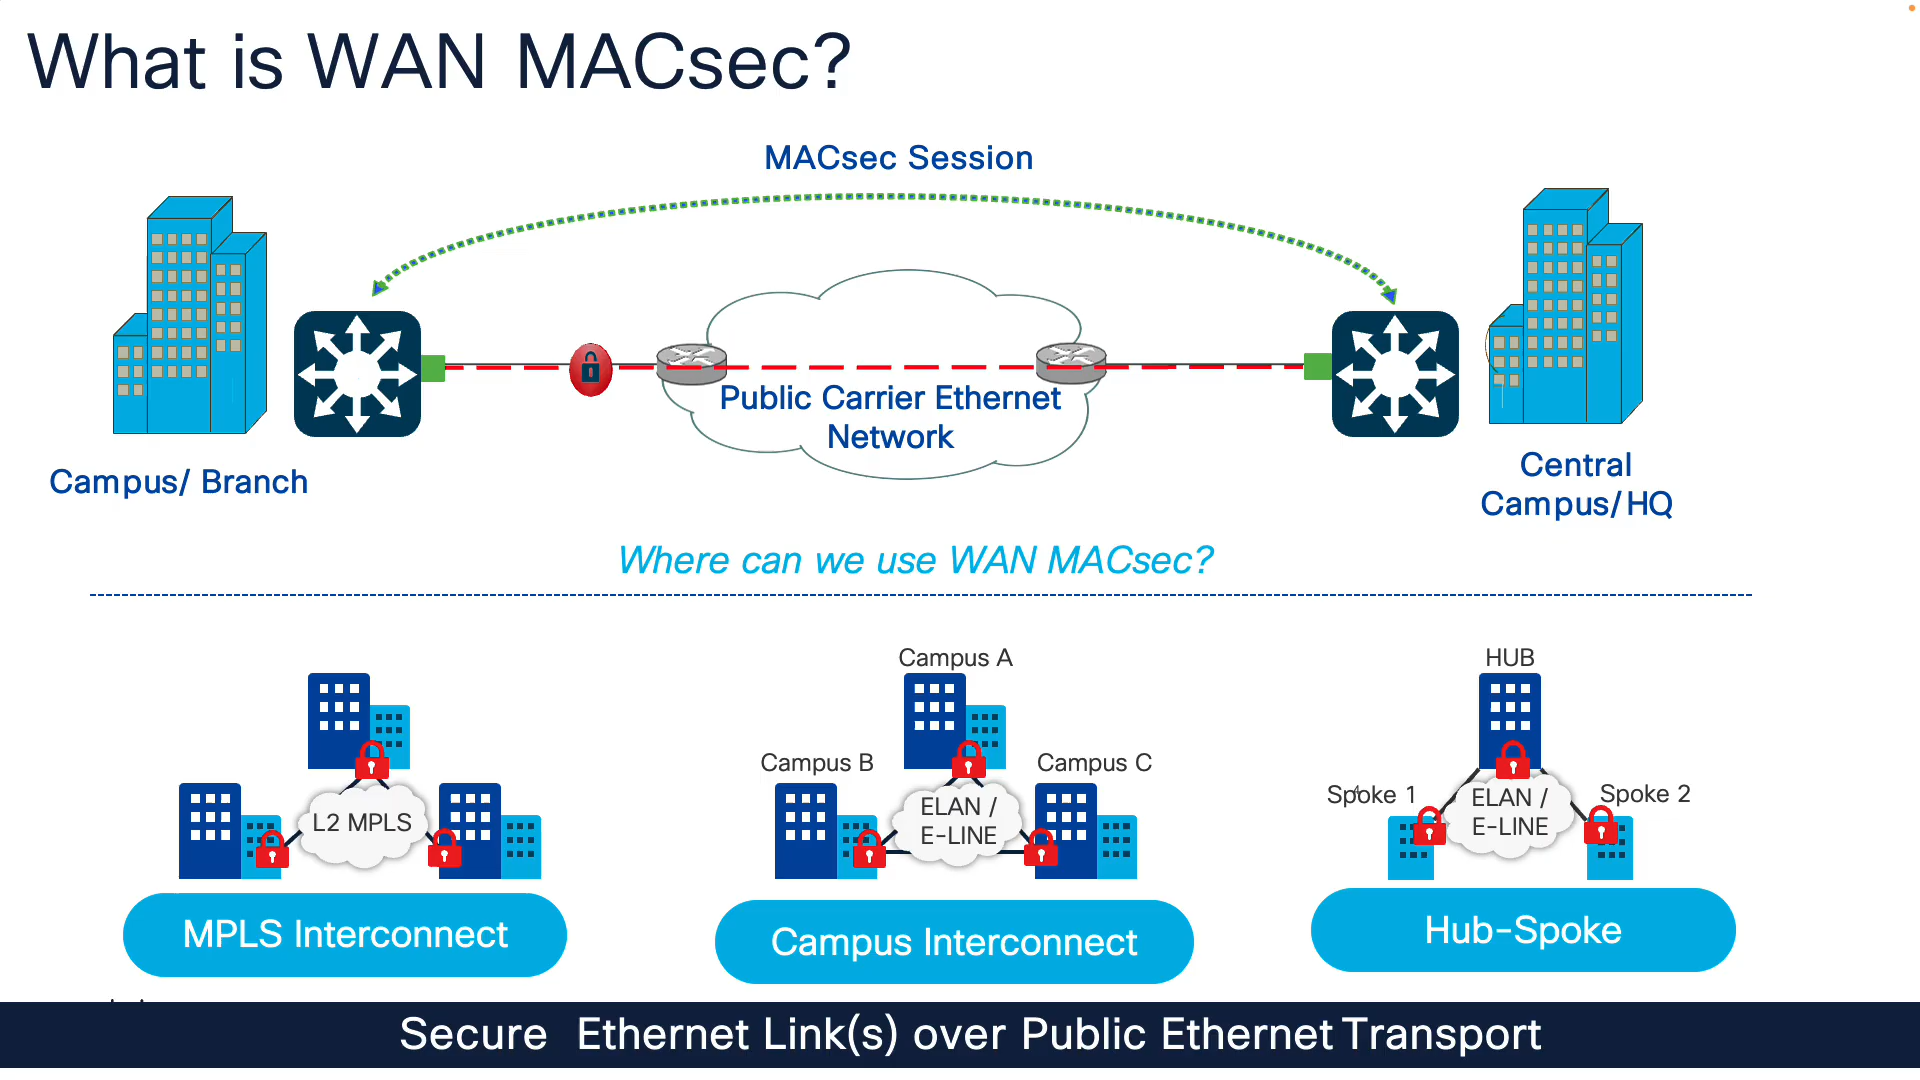 What is WAN MACsec?
MACsec Session
Public Carrier Ethernet
Network
Campus/ Branch
Central
Campus/HQ
Where can we use WAN MACsec?
L2 MPLS
MPLS Interconnect
Campus A
Campus B
Campus C
ELAN /
E-LINE
Campus Interconnect
HUB
Spoke 1
Spoke 2
ELAN /
E-LINE
Hub-Spoke
Secure Ethernet Link(s) over Public Ethernet Transport